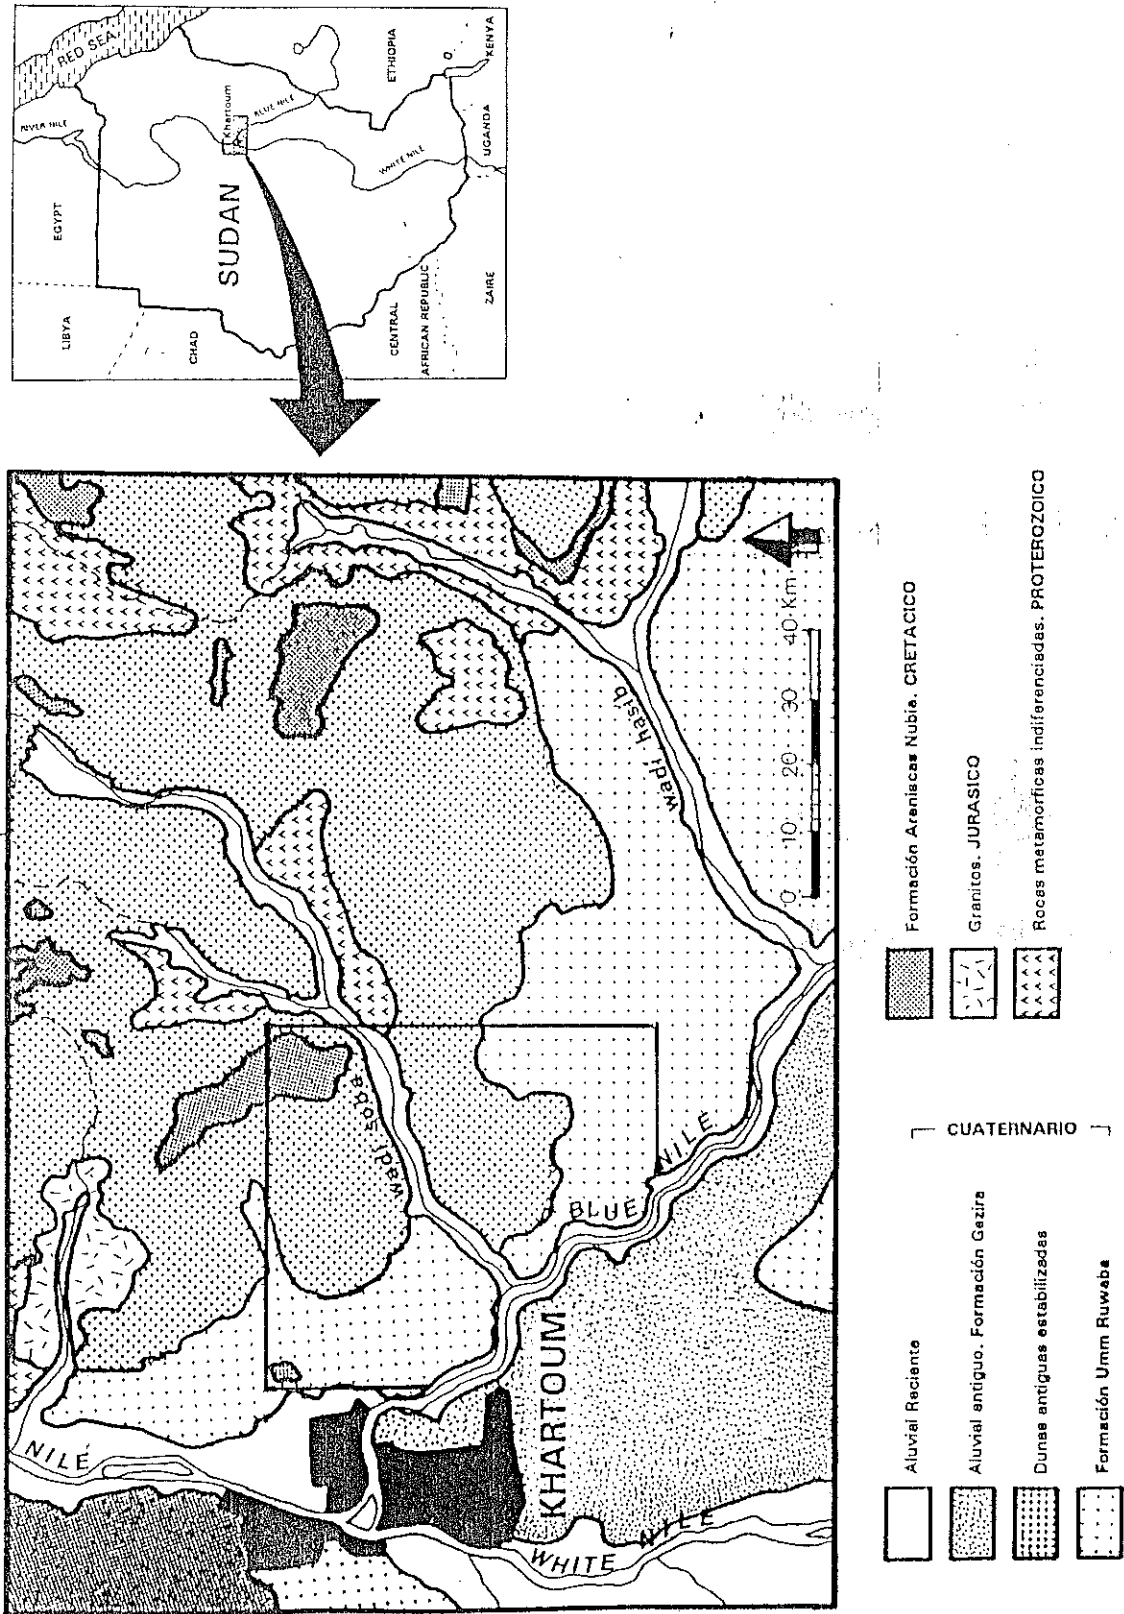 RED SEA
RIVER NILE
EGYPT
LIBYA
CHAD
SUDAN
Khartoum
BLUE NILE
ETHIOPIA
WHITE NILE
CENTRAL
AFRICAN REPUBLIC
ZAIRE
UGANDA
KENYA
NILE
wadi soba
wadi hasib
BLUE NILE
KHARTOUM
WHITE NILE
0 10 20 30 40 Km
CUATERNARIO
Aluvial Reciente
Aluvial antiguo. Formación Gezira
Dunas antiguas estabilizadas
Formación Umm Ruwaba
Formación Areniscas Nubia. CRETACICO
Granitos. JURASICO
Rocas metamorficas indiferenciadas. PROTEROZOICO